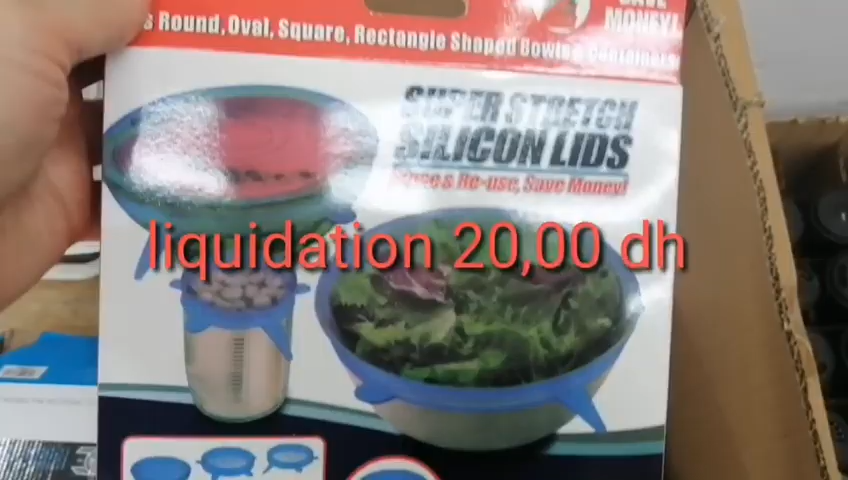 SAVE
MONEY!
Round, Oval, Square, Rectangle Shaped Bowls & Containers
SUPER STRETCH
SILICON LIDS
& Re-use, Save Money!
liquidation 20,00 dh